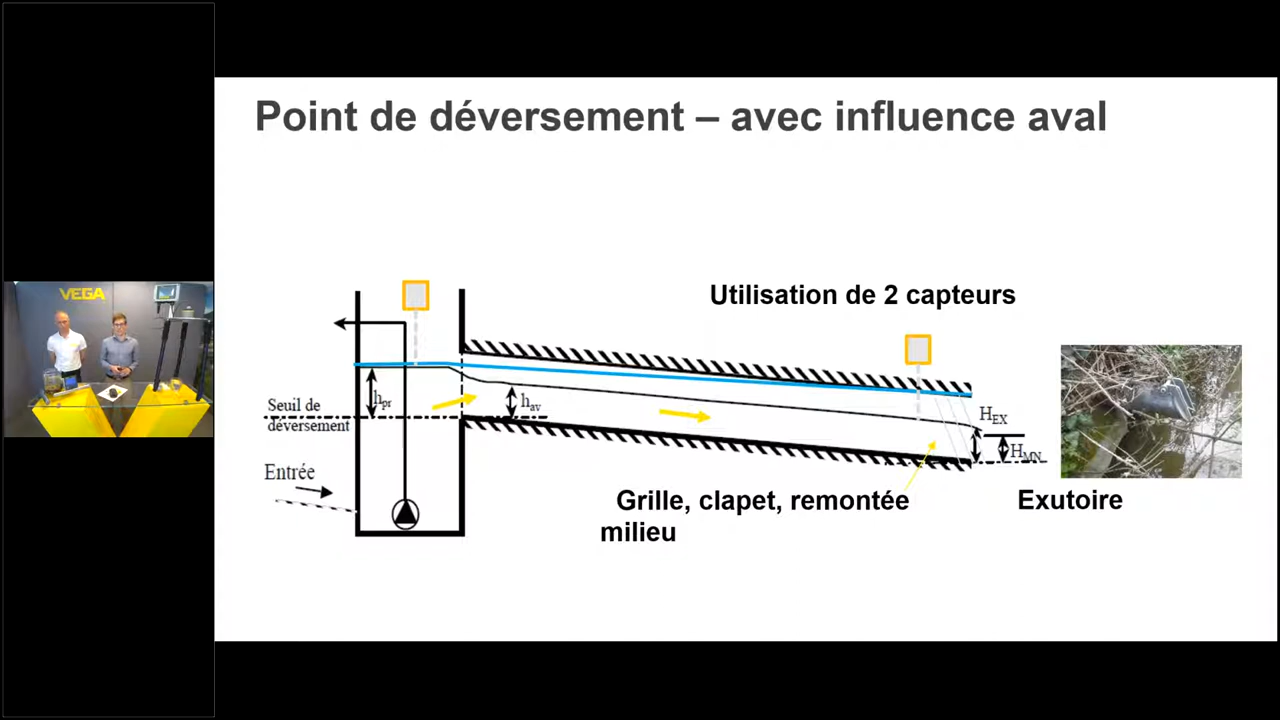 Point de déversement – avec influence aval
VEGA
Utilisation de 2 capteurs
h_pr
h_av
Seuil de
déversement
H_EX
H_MN
Entrée
Grille, clapet, remontée
milieu
Exutoire